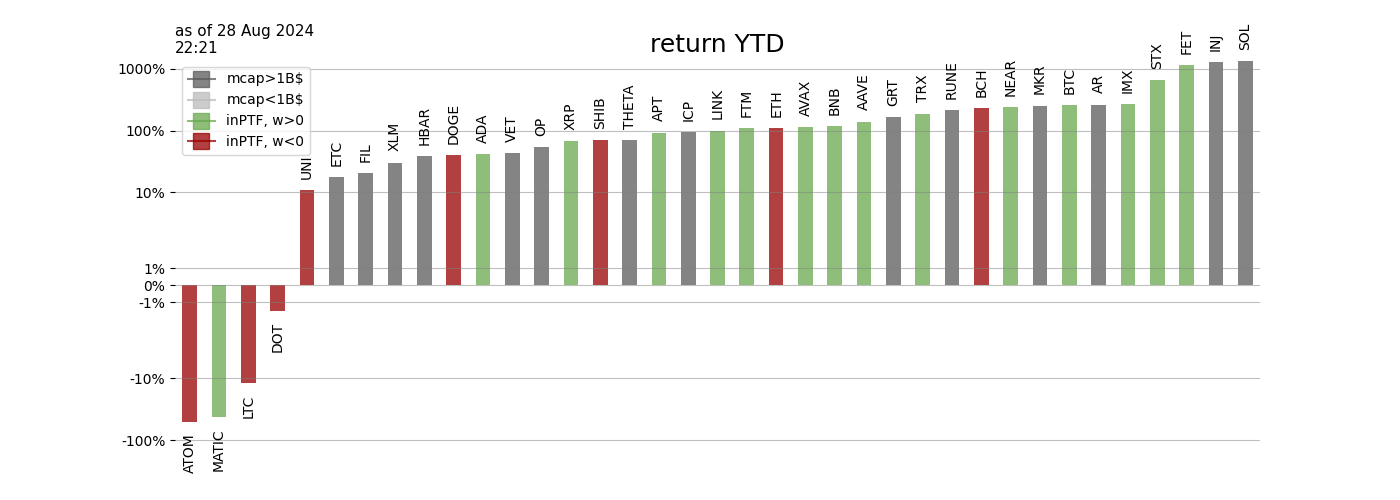 as of 28 Aug 2024
22:21
return YTD
mcap>1B$
mcap<1B$
inPTF, w>0
inPTF, w<0
1000%
100%
10%
1%
0%
-1%
-10%
-100%
ATOM
MATIC
LTC
DOT
UNI
ETC
FIL
XLM
HBAR
DOGE
ADA
VET
OP
XRP
SHIB
THETA
APT
ICP
LINK
FTM
ETH
AVAX
BNB
AAVE
GRT
TRX
RUNE
BCH
NEAR
MKR
BTC
AR
IMX
STX
FET
INJ
SOL